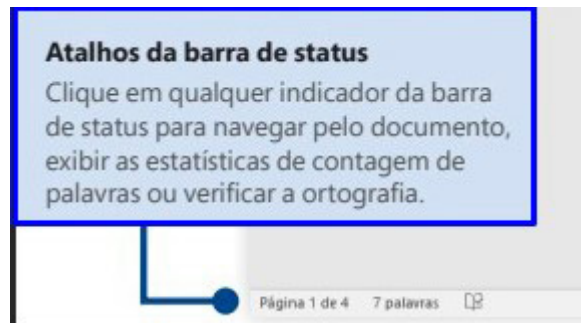 Atalhos da barra de status
Clique em qualquer indicador da barra
de status para navegar pelo documento,
exibir as estatísticas de contagem de
palavras ou verificar a ortografia.
Página 1 de 4 7 palavras